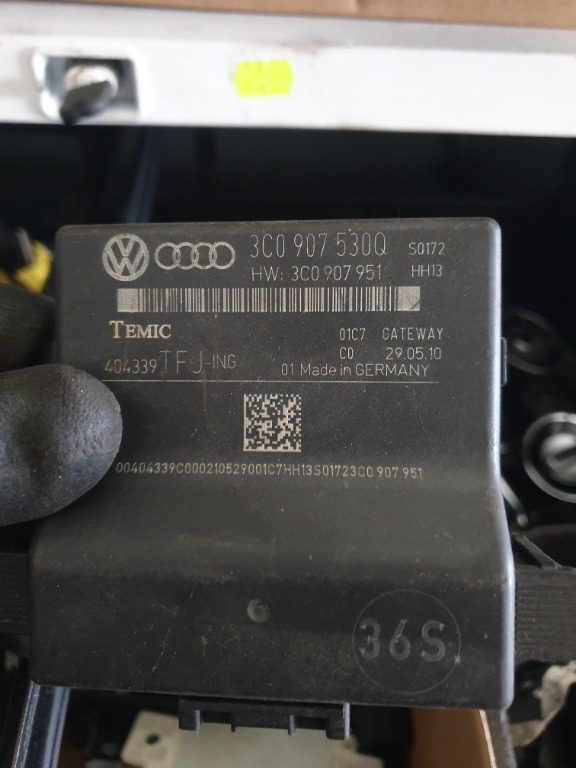 3C0 907 530Q S0172
HW: 3C0 907 951 HH13
TEMIC 01C7 GATEWAY
C0 29.05.10
404339 TFJ-ING 01 Made in GERMANY
00404339C000210529001C7HH13S01723C0 907 951
36S